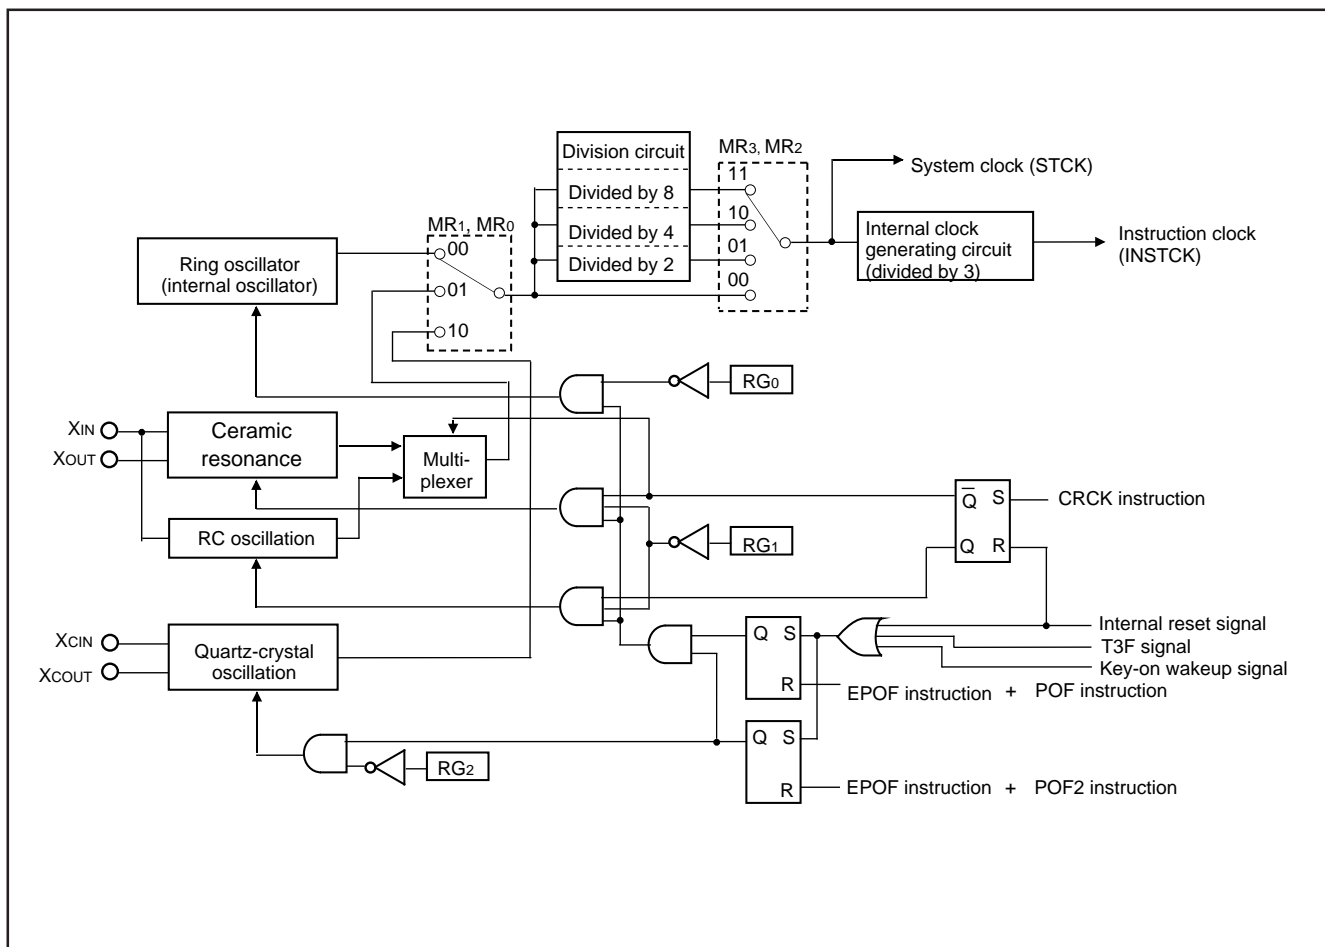 Division circuit
MR3, MR2
System clock (STCK)
11
Divided by 8
10
MR1, MR0
Divided by 4
Internal clock
generating circuit
(divided by 3)
Instruction clock
(INSTCK)
00
01
Ring oscillator
(internal oscillator)
Divided by 2
00
01
10
RG0
XIN
Ceramic
resonance
XOUT
Multi-
plexer
Q̅ S
CRCK instruction
RC oscillation
RG1
Q R
XCIN
Quartz-crystal
oscillation
XCOUT
Q S
Internal reset signal
T3F signal
Key-on wakeup signal
R
EPOF instruction + POF instruction
Q S
RG2
R
EPOF instruction + POF2 instruction